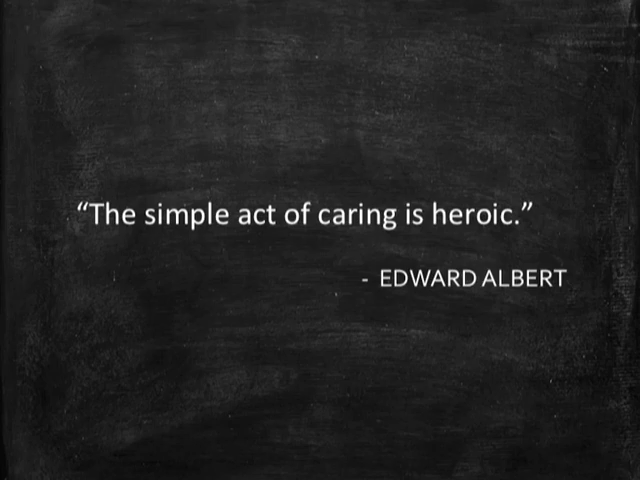 “The simple act of caring is heroic.”
- EDWARD ALBERT